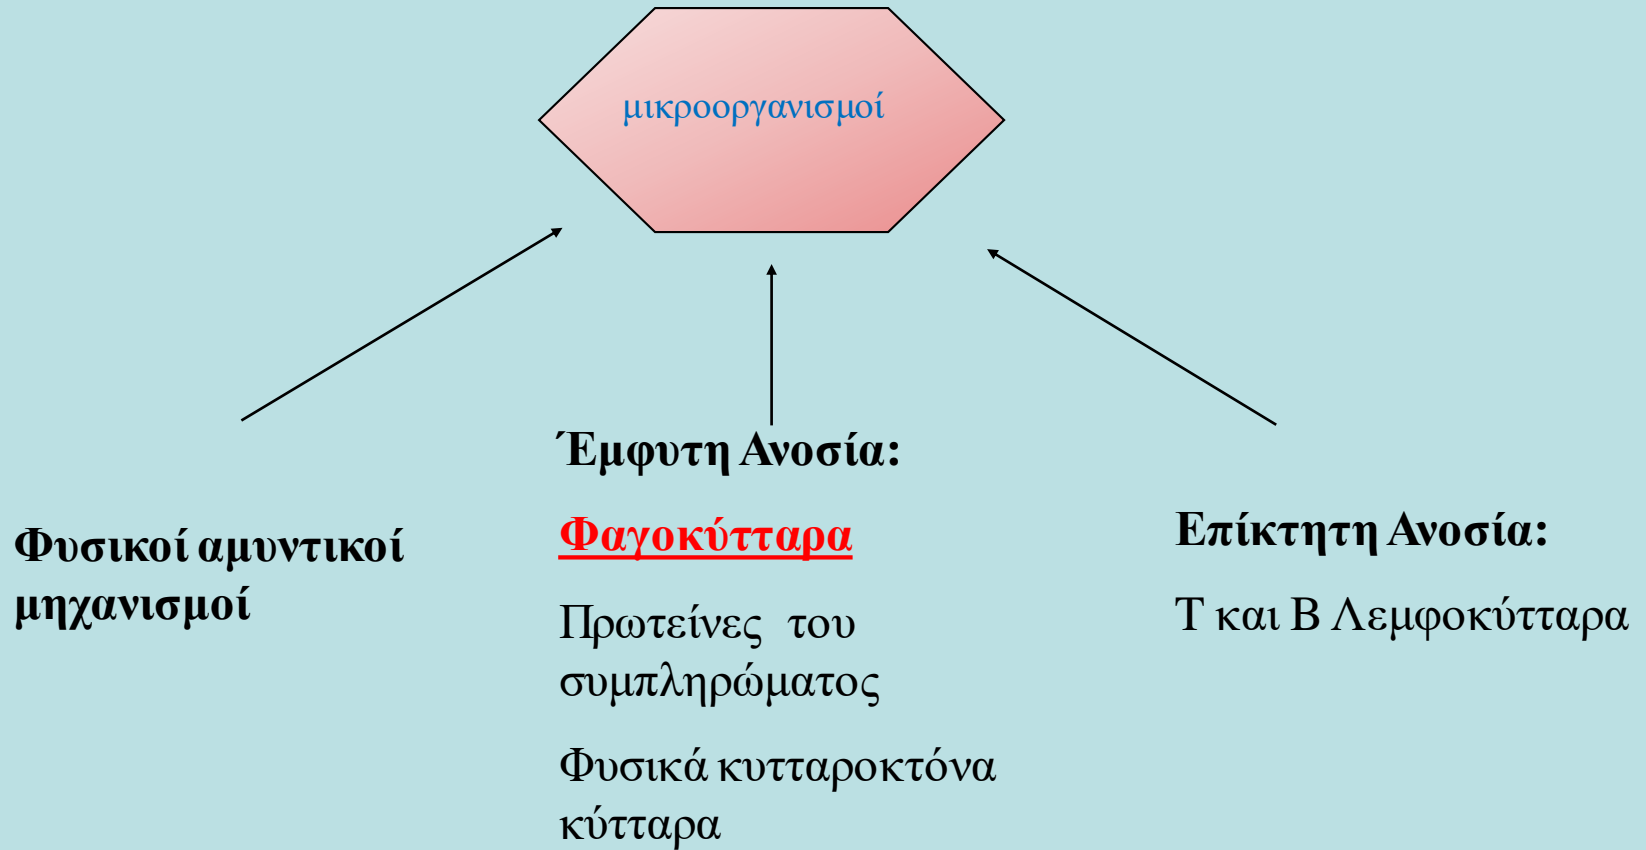 μικροοργανισμοί
Φυσικοί αμυντικοί
μηχανισμοί
Έμφυτη Ανοσία:
Φαγοκύτταρα
Πρωτείνες του
συμπληρώματος
Φυσικά κυτταροκτόνα
κύτταρα
Επίκτητη Ανοσία:
Τ και Β Λεμφοκύτταρα